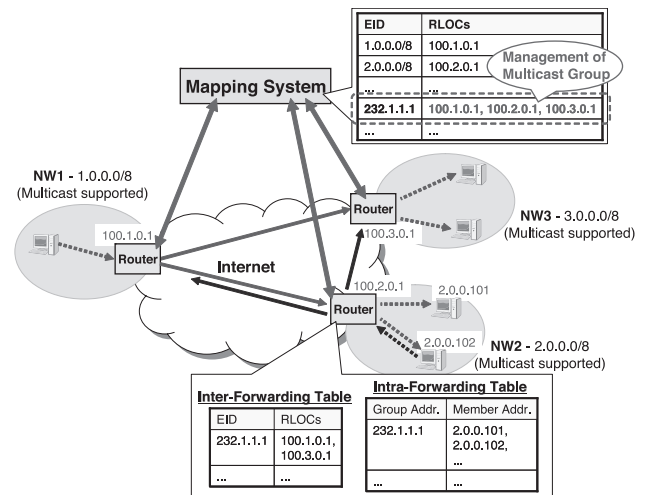 EID RLOCs
1.0.0.0/8 100.1.0.1
2.0.0.0/8 100.2.0.1
... ...
232.1.1.1 100.1.0.1, 100.2.0.1, 100.3.0.1
... ...
Management of
Multicast Group
Mapping System
NW1 - 1.0.0.0/8
(Multicast supported)
100.1.0.1
Router
Internet
Router
100.3.0.1
NW3 - 3.0.0.0/8
(Multicast supported)
100.2.0.1
Router
2.0.0.101
2.0.0.102
NW2 - 2.0.0.0/8
(Multicast supported)
Inter-Forwarding Table
EID RLOCs
232.1.1.1 100.1.0.1,
100.3.0.1
... ...
Intra-Forwarding Table
Group Addr. Member Addr.
232.1.1.1 2.0.0.101,
2.0.0.102,
...
... ...